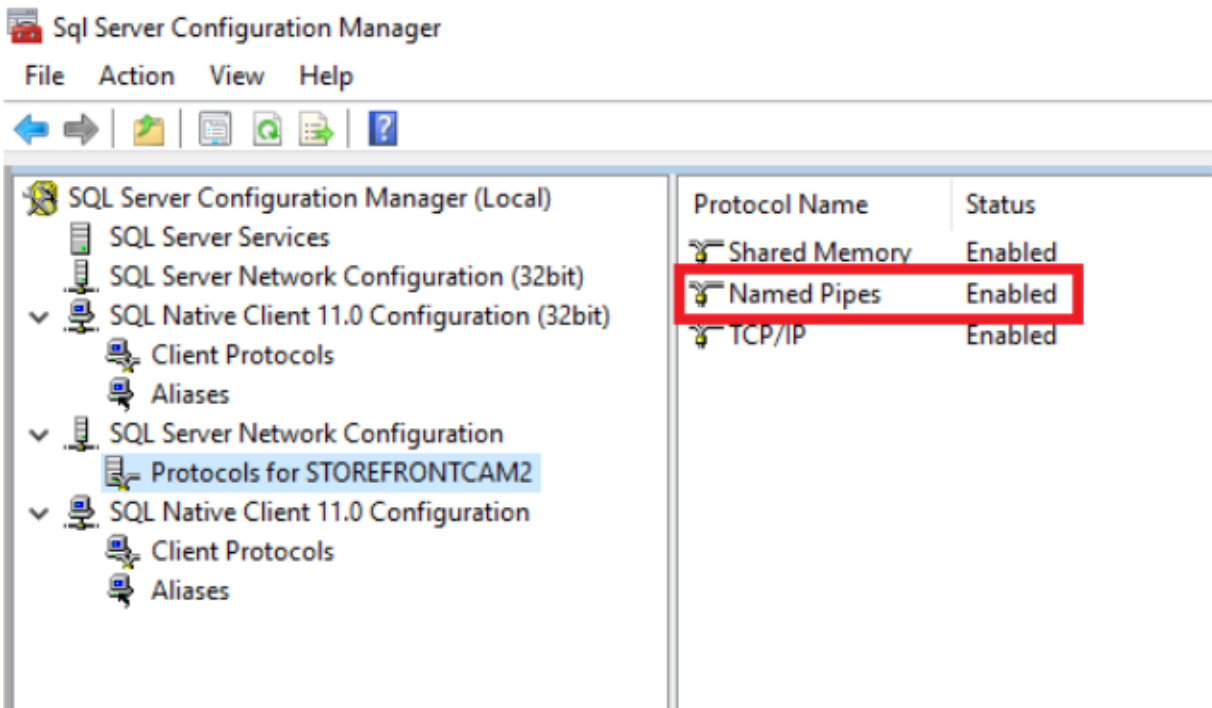 Sql Server Configuration Manager
File Action View Help
SQL Server Configuration Manager (Local)
SQL Server Services
SQL Server Network Configuration (32bit)
SQL Native Client 11.0 Configuration (32bit)
Client Protocols
Aliases
SQL Server Network Configuration
Protocols for STOREFRONTCAM2
SQL Native Client 11.0 Configuration
Client Protocols
Aliases
Protocol Name Status
Shared Memory Enabled
Named Pipes Enabled
TCP/IP Enabled